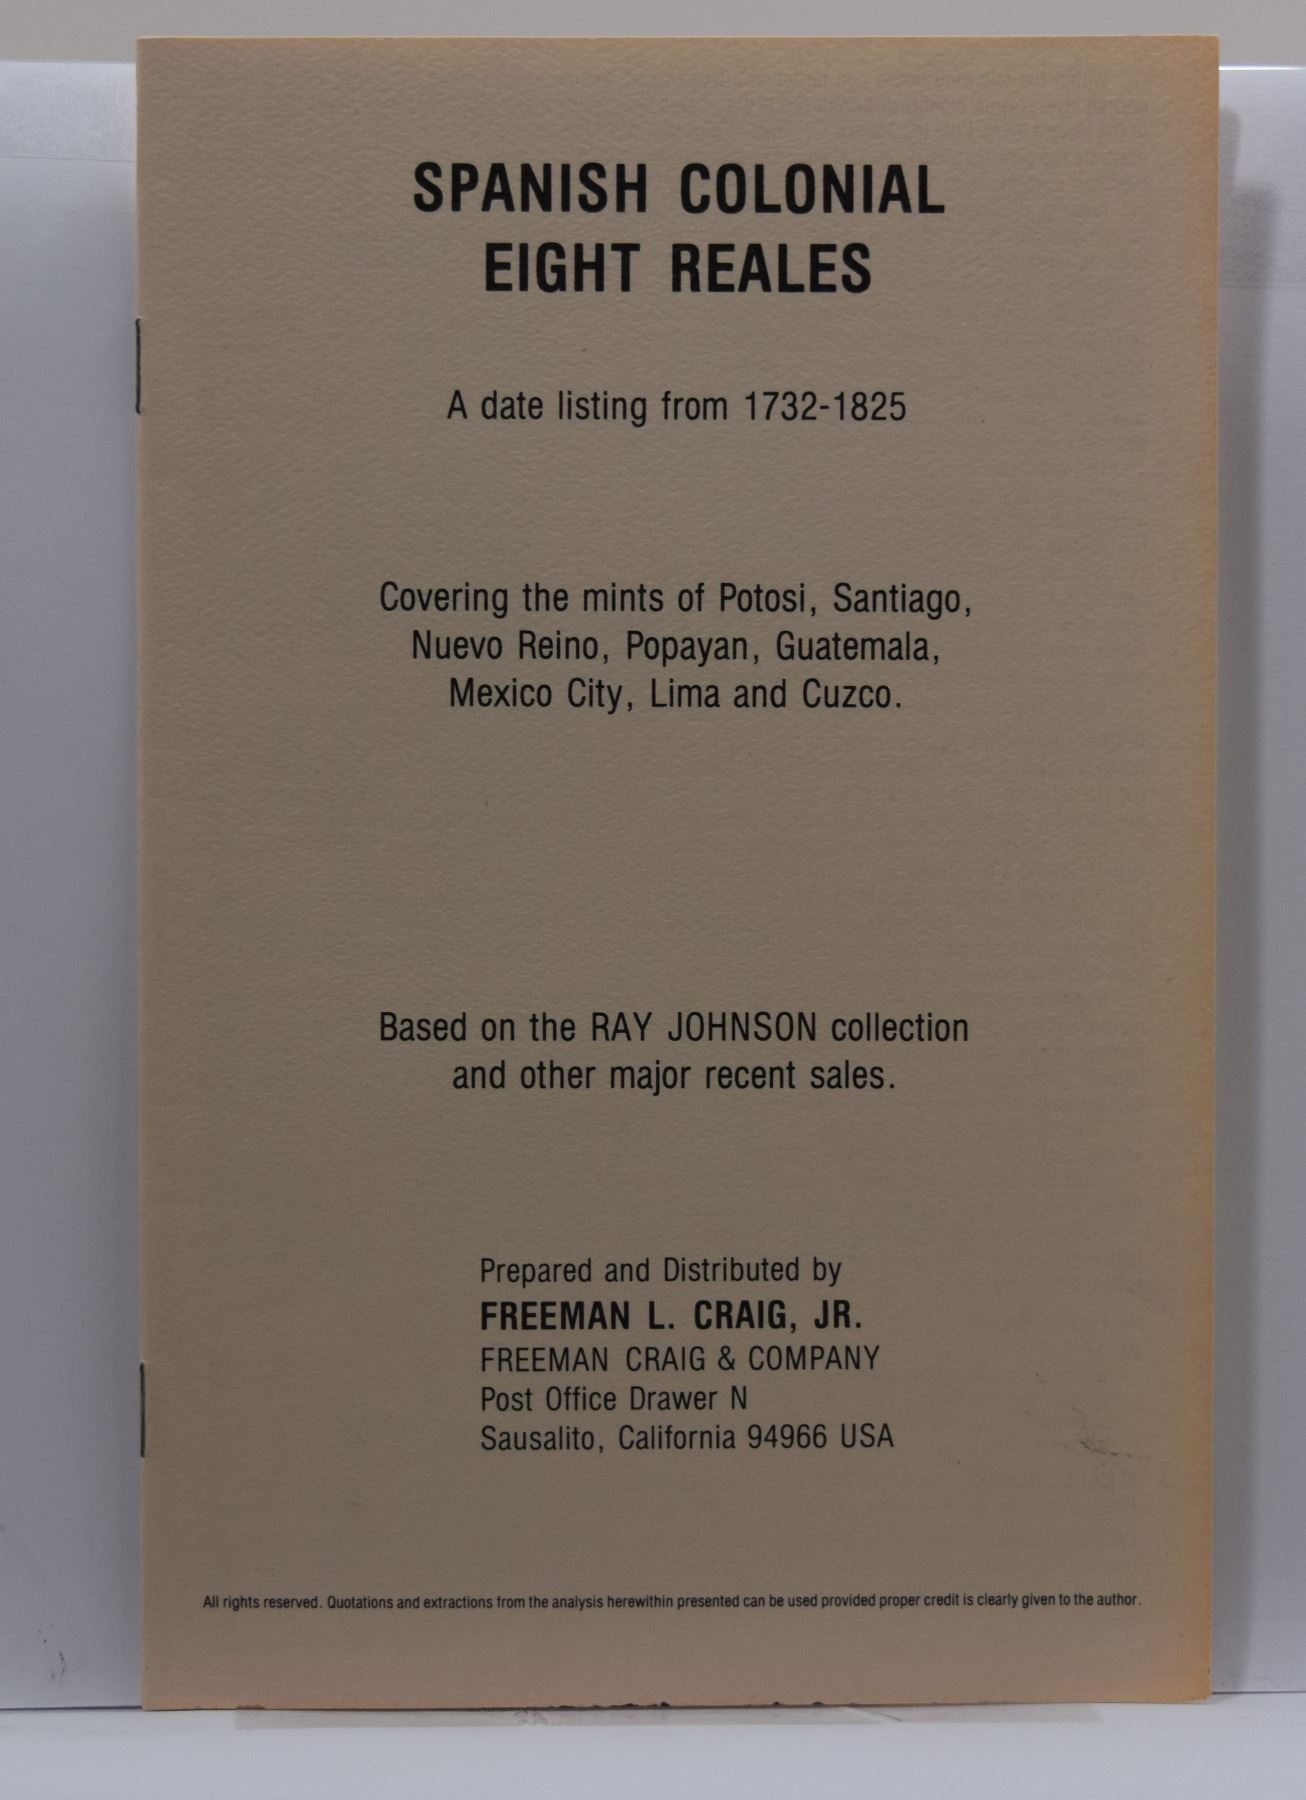 SPANISH COLONIAL
EIGHT REALES
A date listing from 1732-1825
Covering the mints of Potosi, Santiago,
Nuevo Reino, Popayan, Guatemala,
Mexico City, Lima and Cuzco.
Based on the RAY JOHNSON collection
and other major recent sales.
Prepared and Distributed by
FREEMAN L. CRAIG, JR.
FREEMAN CRAIG & COMPANY
Post Office Drawer N
Sausalito, California 94966 USA
All rights reserved. Quotations and extractions from the analysis herewithin presented can be used provided proper credit is clearly given to the author.